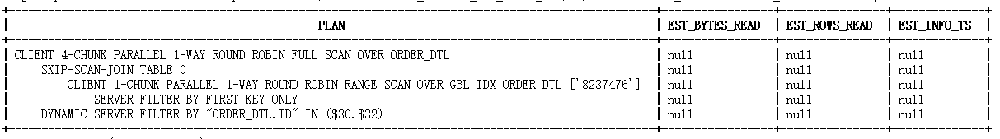 PLAN | EST_BYTES_READ | EST_ROWS_READ | EST_INFO_TS |
CLIENT 4-CHUNK PARALLEL 1-WAY ROUND ROBIN FULL SCAN OVER ORDER_DTL | null | null | null |
SKIP-SCAN-JOIN TABLE 0 | null | null | null |
CLIENT 1-CHUNK PARALLEL 1-WAY ROUND ROBIN RANGE SCAN OVER GBL_IDX_ORDER_DTL ['8237476'] | null | null | null |
SERVER FILTER BY FIRST KEY ONLY | null | null | null |
DYNAMIC SERVER FILTER BY "ORDER_DTL.ID" IN ($30.$32) | null | null | null |